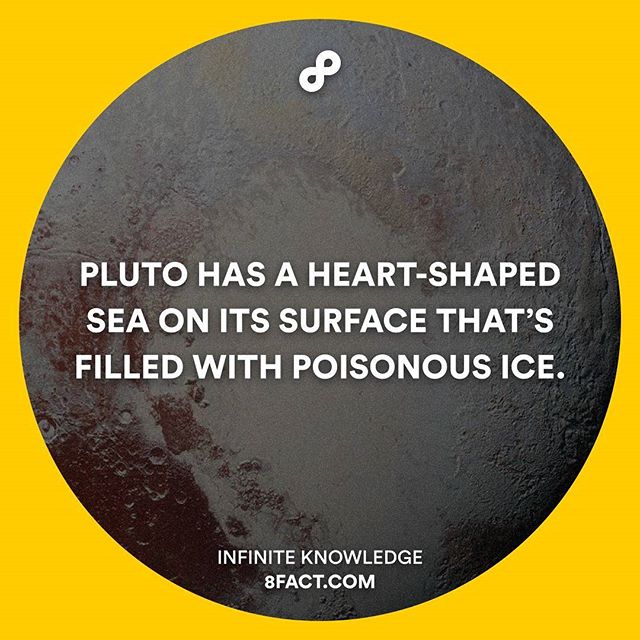 PLUTO HAS A HEART-SHAPED
SEA ON ITS SURFACE THAT'S
FILLED WITH POISONOUS ICE.
INFINITE KNOWLEDGE
8FACT.COM